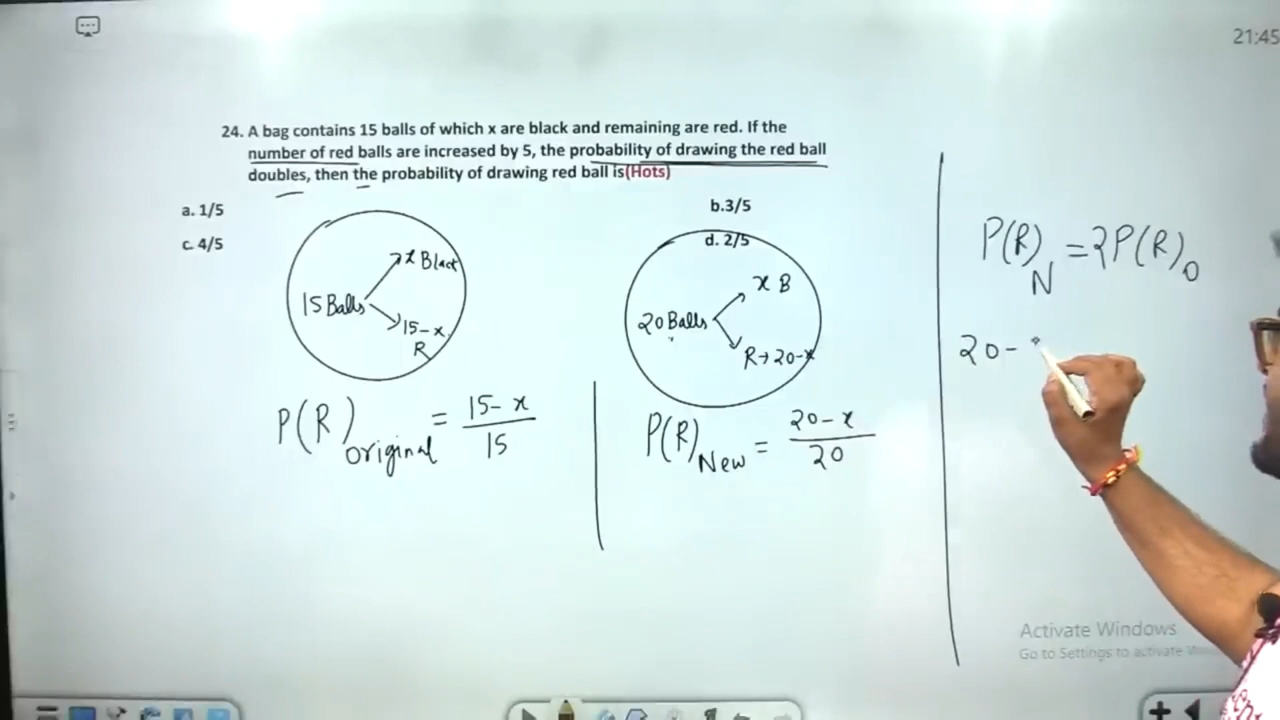 21:45
24. A bag contains 15 balls of which x are black and remaining are red. If the
number of red balls are increased by 5, the probability of drawing the red ball
doubles, then the probability of drawing red ball is(Hots)
a. 1/5
b.3/5
c. 4/5
d. 2/5
15 Balls
x Black
15-x
R
20 Balls
x B
R→20-x
P(R) original = 15-x / 15
P(R) New = 20-x / 20
P(R) N = 2P(R) O
20-
Activate Windows
Go to Settings to activate